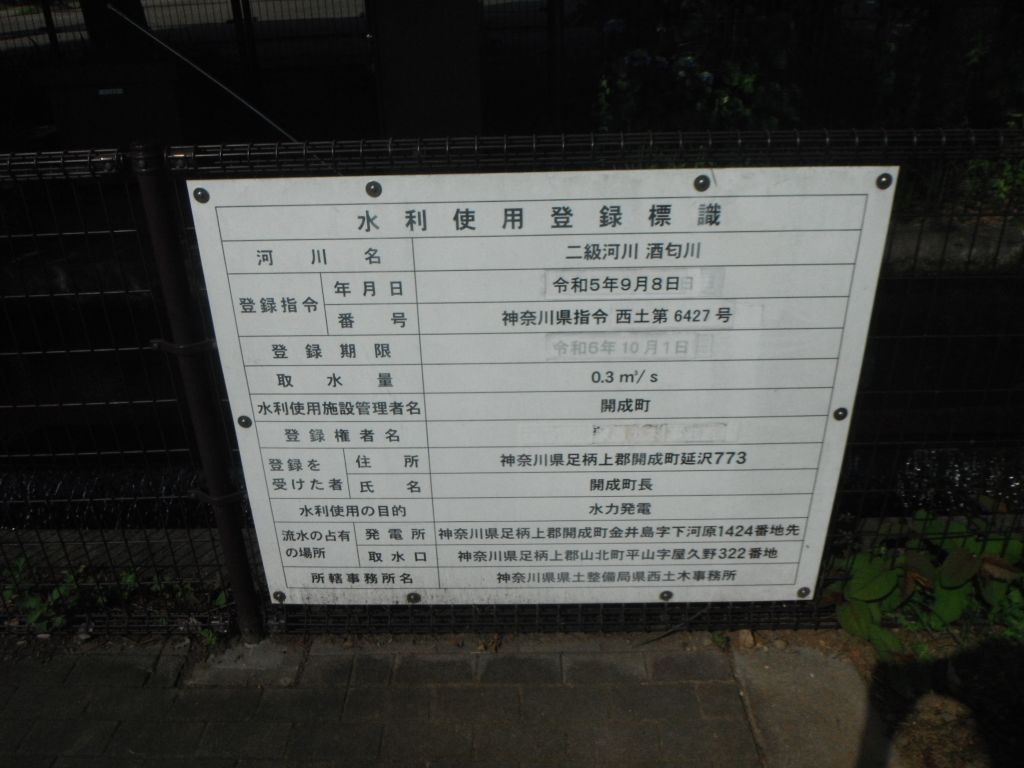 水利使用登録標識
河川名 二級河川 酒匂川
登録指令 年月日 令和5年9月8日
番号 神奈川県指令 西土第 6427 号
登録期限 令和6年10月1日
取水量 0.3 m³/s
水利使用施設管理者名 開成町
登録権者名
登録を受けた者 住所 神奈川県足柄上郡開成町延沢773
氏名 開成町長
水利使用の目的 水力発電
流水の占有の場所 発電所 神奈川県足柄上郡開成町金井島字下河原1424番地先
取水口 神奈川県足柄上郡山北町平山字屋久野322番地
所轄事務所名 神奈川県県土整備局県西土木事務所